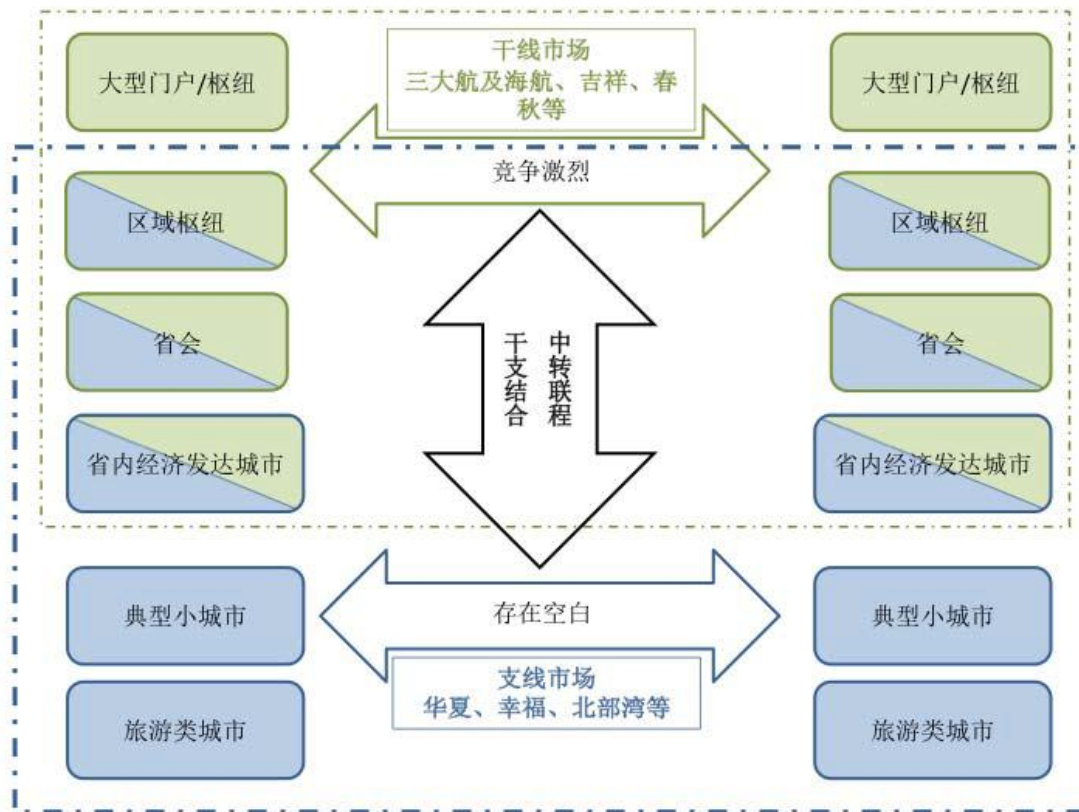 大型门户/枢纽
干线市场
三大航及海航、吉祥、春
秋等
大型门户/枢纽
竞争激烈
区域枢纽
区域枢纽
省会
省会
干支结合
中转联程
省内经济发达城市
省内经济发达城市
典型小城市
存在空白
典型小城市
支线市场
华夏、幸福、北部湾等
旅游类城市
旅游类城市